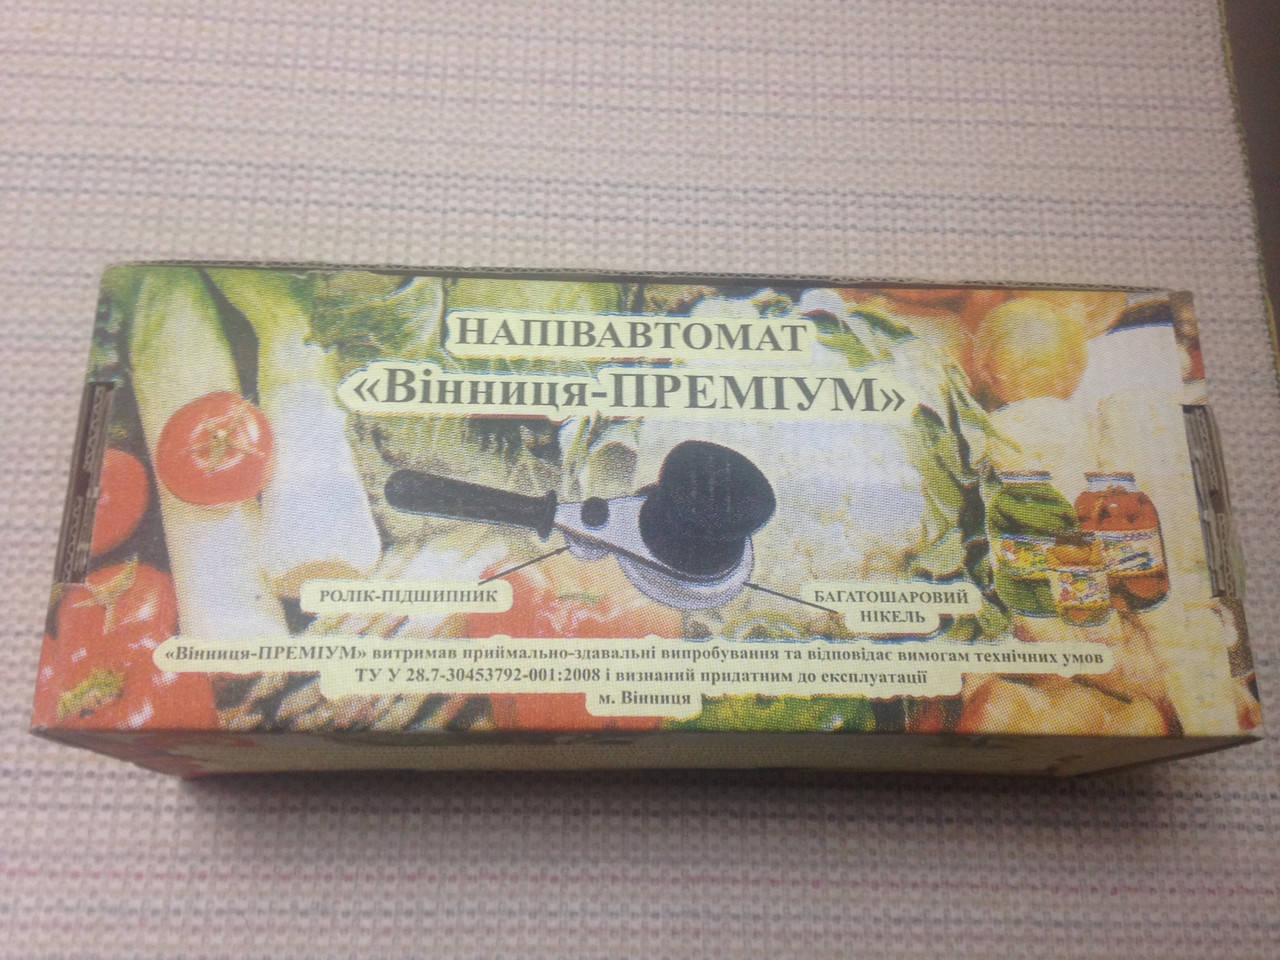 НАПІВАВТОМАТ
«Вінниця-ПРЕМІУМ»
РОЛІК-ПІДШИПНИК
БАГАТОШАРОВИЙ
НІКЕЛЬ
«Вінниця-ПРЕМІУМ» витримав приймально-здавальні випробування та відповідає вимогам технічних умов
ТУ У 28.7-30453792-001:2008 і визнаний придатним до експлуатації
м. Вінниця